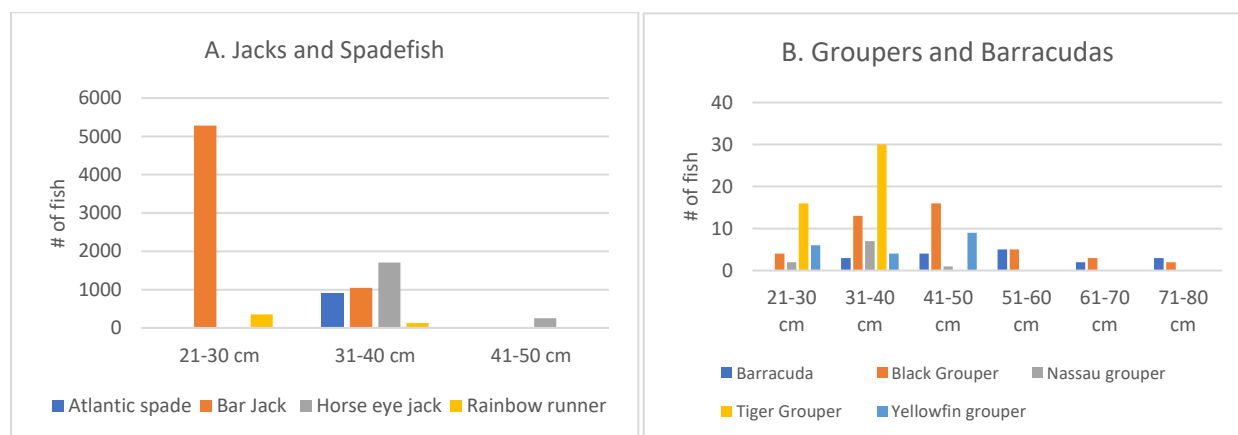 A. Jacks and Spadefish
# of fish
6000
5000
4000
3000
2000
1000
0
21-30 cm 31-40 cm 41-50 cm
Atlantic spade Bar Jack Horse eye jack Rainbow runner
B. Groupers and Barracudas
# of fish
40
30
20
10
0
21-30 31-40 41-50 51-60 61-70 71-80
cm cm cm cm cm cm
Barracuda Black Grouper Nassau grouper
Tiger Grouper Yellowfin grouper